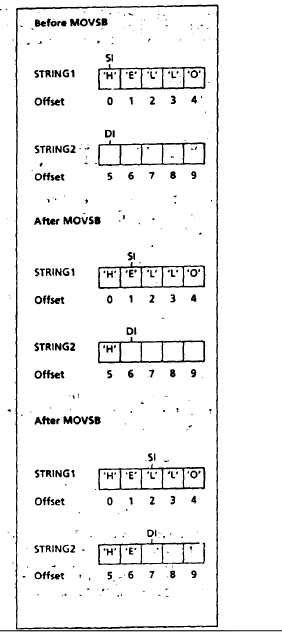 Before MOVSB
SI
STRING1 'H' 'E' 'L' 'L' 'O'
Offset 0 1 2 3 4
DI
STRING2
Offset 5 6 7 8 9
After MOVSB
SI
STRING1 'H' 'E' 'L' 'L' 'O'
Offset 0 1 2 3 4
DI
STRING2 'H'
Offset 5 6 7 8 9
After MOVSB
SI
STRING1 'H' 'E' 'L' 'L' 'O'
Offset 0 1 2 3 4
DI
STRING2 'H' 'E'
Offset 5 6 7 8 9